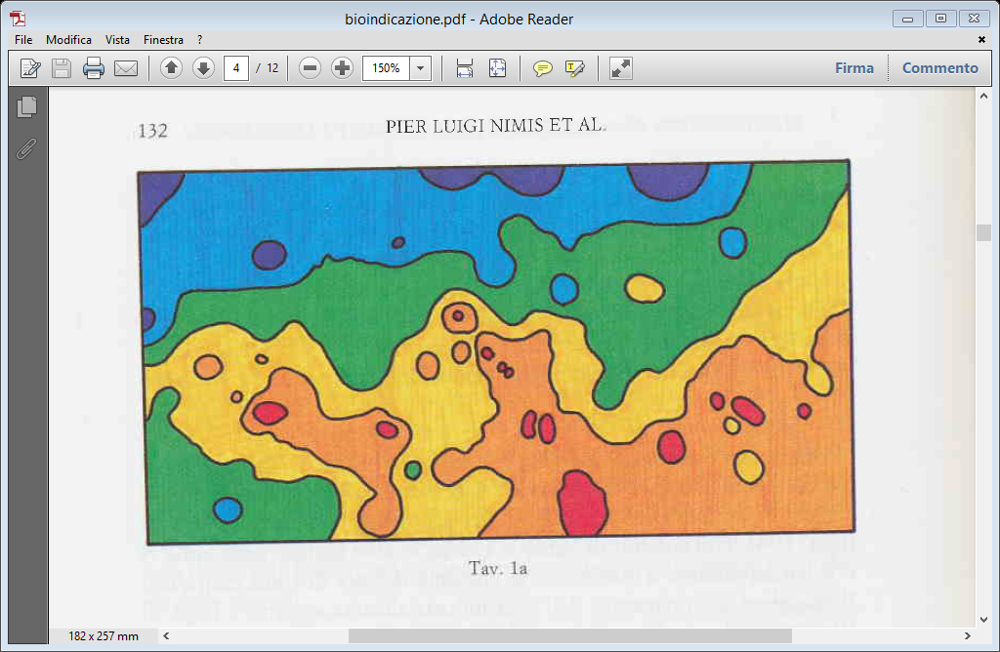 bioindicazione.pdf - Adobe Reader
File Modifica Vista Finestra ?
4 / 12 150% Firma Commento
132 PIER LUIGI NIMIS ET AL.
Tav. 1a
182 x 257 mm